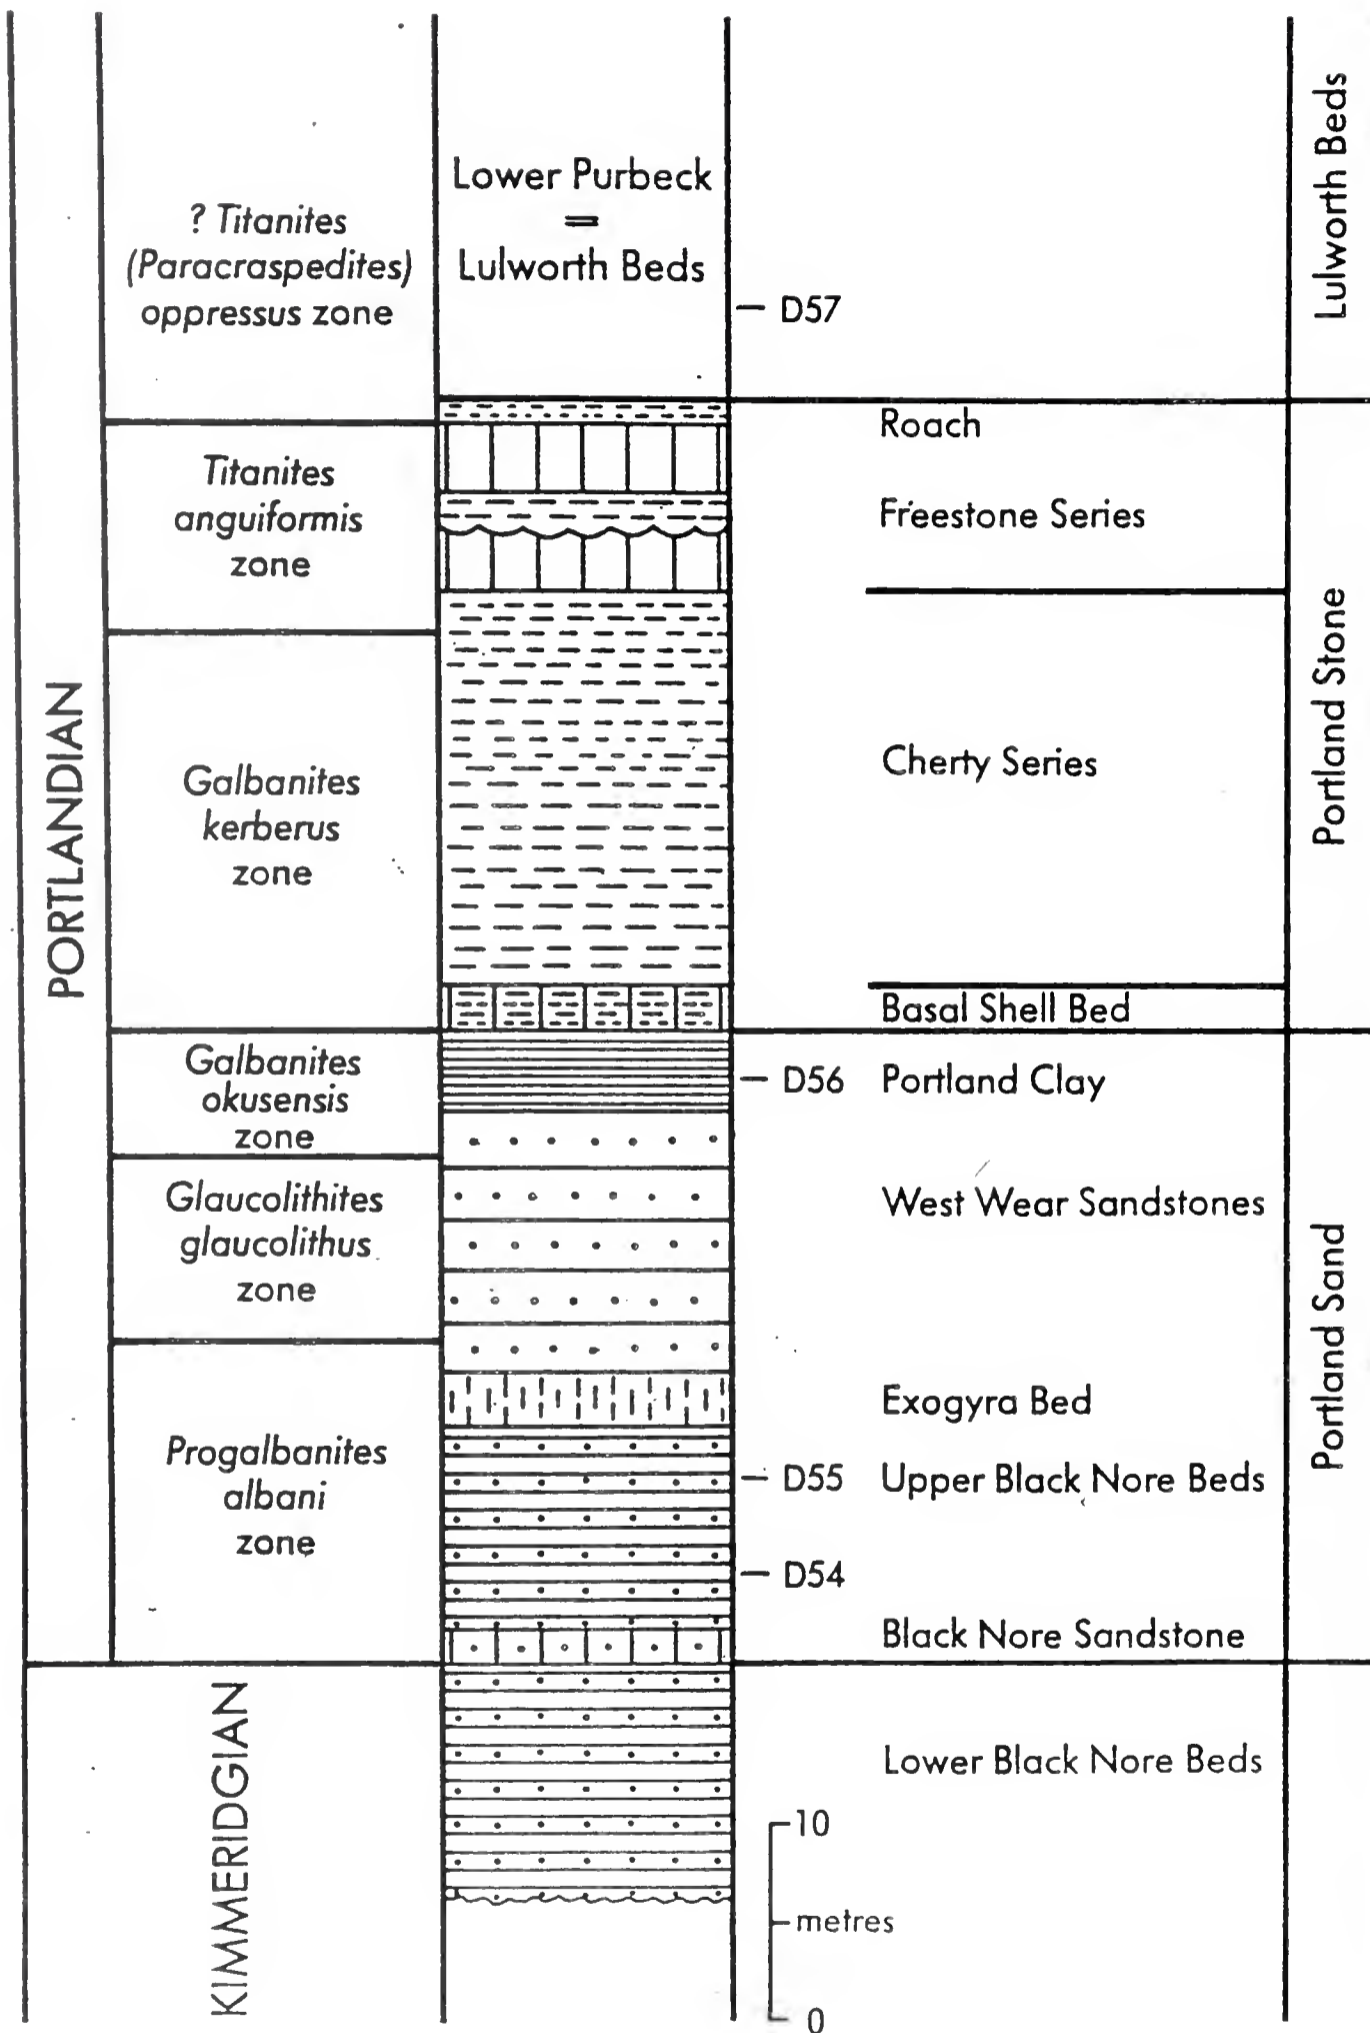 PORTLANDIAN
KIMMERIDGIAN
? Titanites
(Paracraspedites)
oppressus zone
Titanites
anguiformis
zone
Galbanites
kerberus
zone
Galbanites
okusensis
zone
Glaucolithites
glaucolithus
zone
Progalbanites
albani
zone
Lower Purbeck
=
Lulworth Beds
D57
D56
D55
D54
Roach
Freestone Series
Cherty Series
Basal Shell Bed
Portland Clay
West Wear Sandstones
Exogyra Bed
Upper Black Nore Beds
Black Nore Sandstone
Lower Black Nore Beds
10
metres
0
Lulworth Beds
Portland Stone
Portland Sand